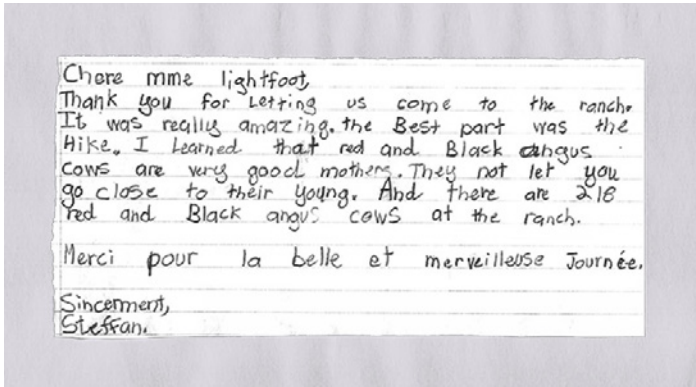 Chere mme lightfoot,
Thank you for Letting us come to the ranch.
It was really amazing. the Best part was the
Hike. I Learned that red and Black angus
cows are very good mothers. They not let you
go close to their young. And there are 218
red and Black angus cows at the ranch.
Merci pour la belle et merveilleuse Journée.
Sincerment,
Steffan.